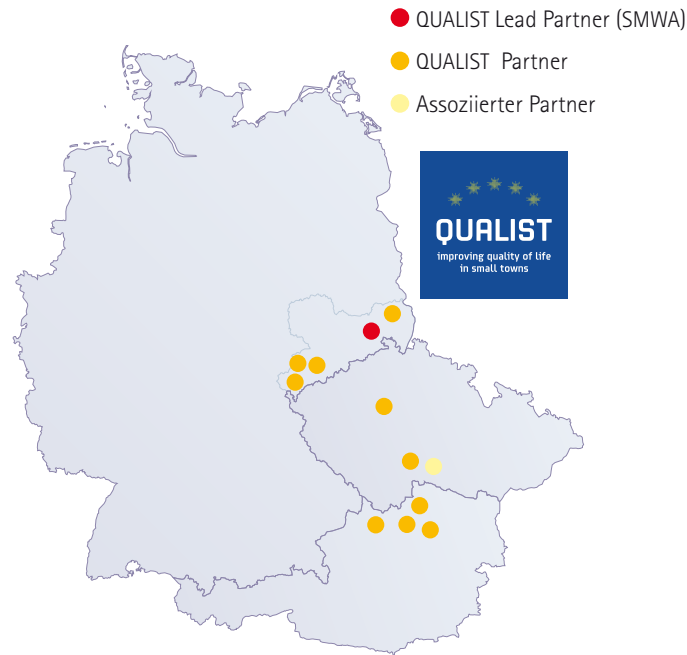 QUALIST Lead Partner (SMWA)
QUALIST Partner
Assoziierter Partner
QUALIST
improving quality of life
in small towns